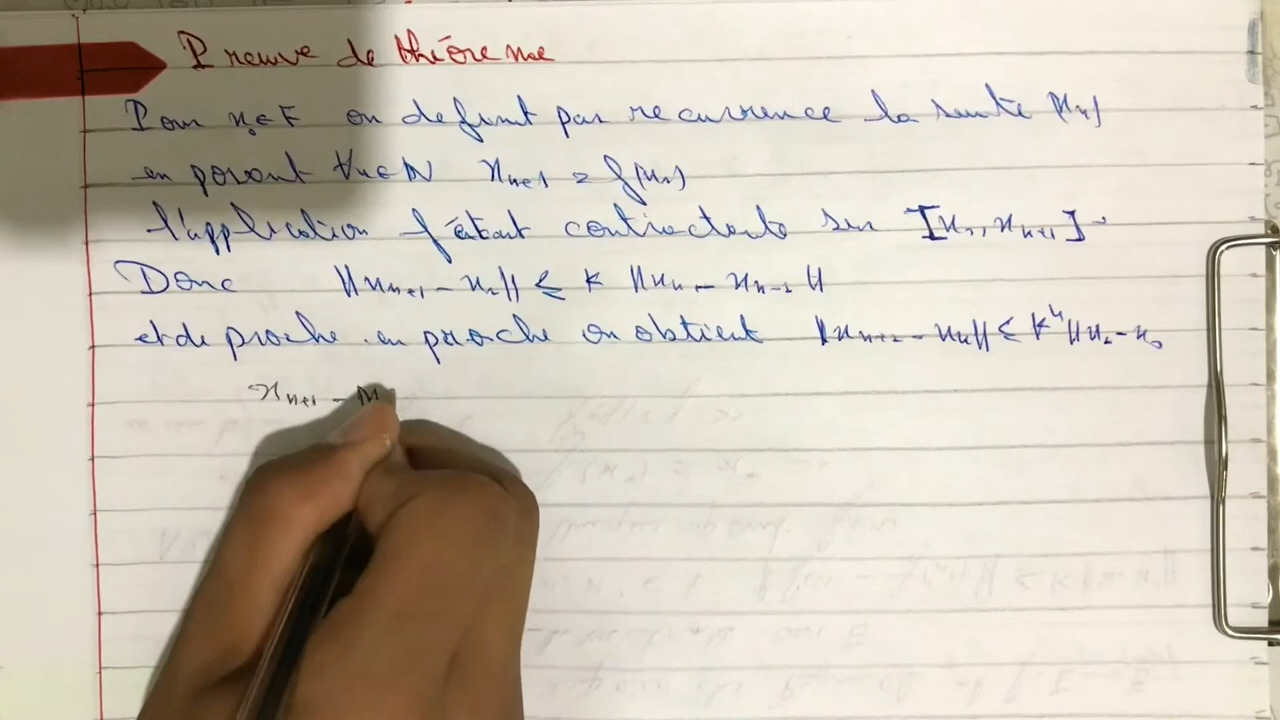 Preuve de théoreme
Pour x₀∈F on definit par recurrence la suite (xₙ)
en posant ∀n∈N xₙ₊₁ = f(xₙ)
l'application f étant contractante sur [xₙ, xₙ₊₁].
Donc ||xₙ₊₁ - xₙ|| ≤ k ||xₙ - xₙ₋₁||
et de proche en proche on obtient ||xₙ₊₁ - xₙ|| ≤ kⁿ ||x₁ - x₀
xₙ₊₁ -